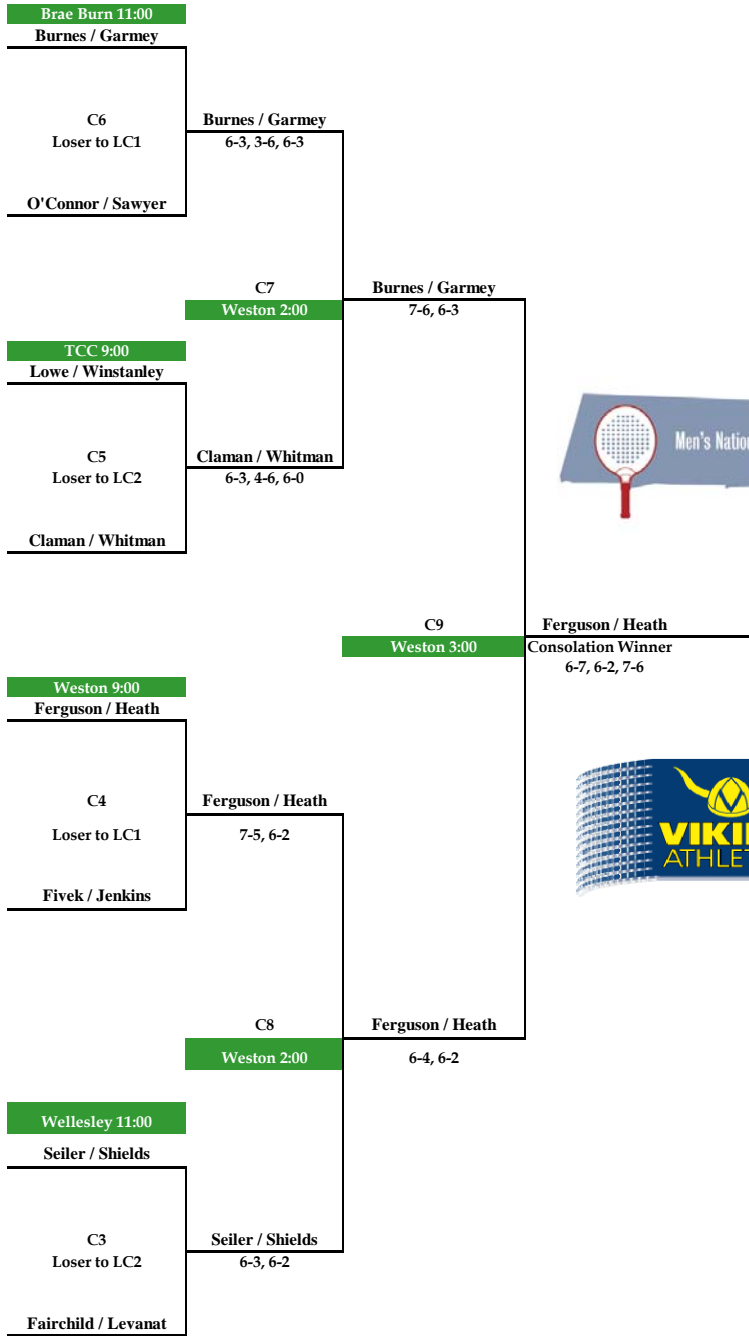 Brae Burn 11:00
Burnes / Garmey
C6
Loser to LC1
Burnes / Garmey
6-3, 3-6, 6-3
O'Connor / Sawyer
C7
Weston 2:00
Burnes / Garmey
7-6, 6-3
TCC 9:00
Lowe / Winstanley
C5
Loser to LC2
Claman / Whitman
6-3, 4-6, 6-0
Claman / Whitman
Men's Nation
C9
Weston 3:00
Ferguson / Heath
Consolation Winner
6-7, 6-2, 7-6
Weston 9:00
Ferguson / Heath
C4
Loser to LC1
Ferguson / Heath
7-5, 6-2
Fivek / Jenkins
VIKI
ATHLET
C8
Weston 2:00
Ferguson / Heath
6-4, 6-2
Wellesley 11:00
Seiler / Shields
C3
Loser to LC2
Seiler / Shields
6-3, 6-2
Fairchild / Levanat